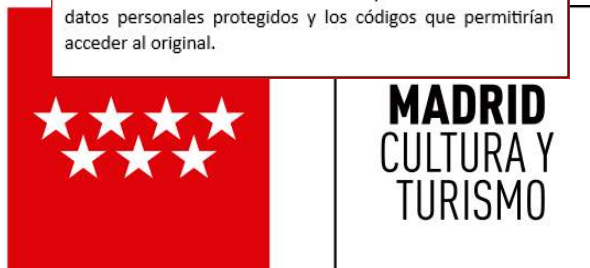 datos personales protegidos y los códigos que permitirían
acceder al original.
MADRID
CULTURA Y
TURISMO